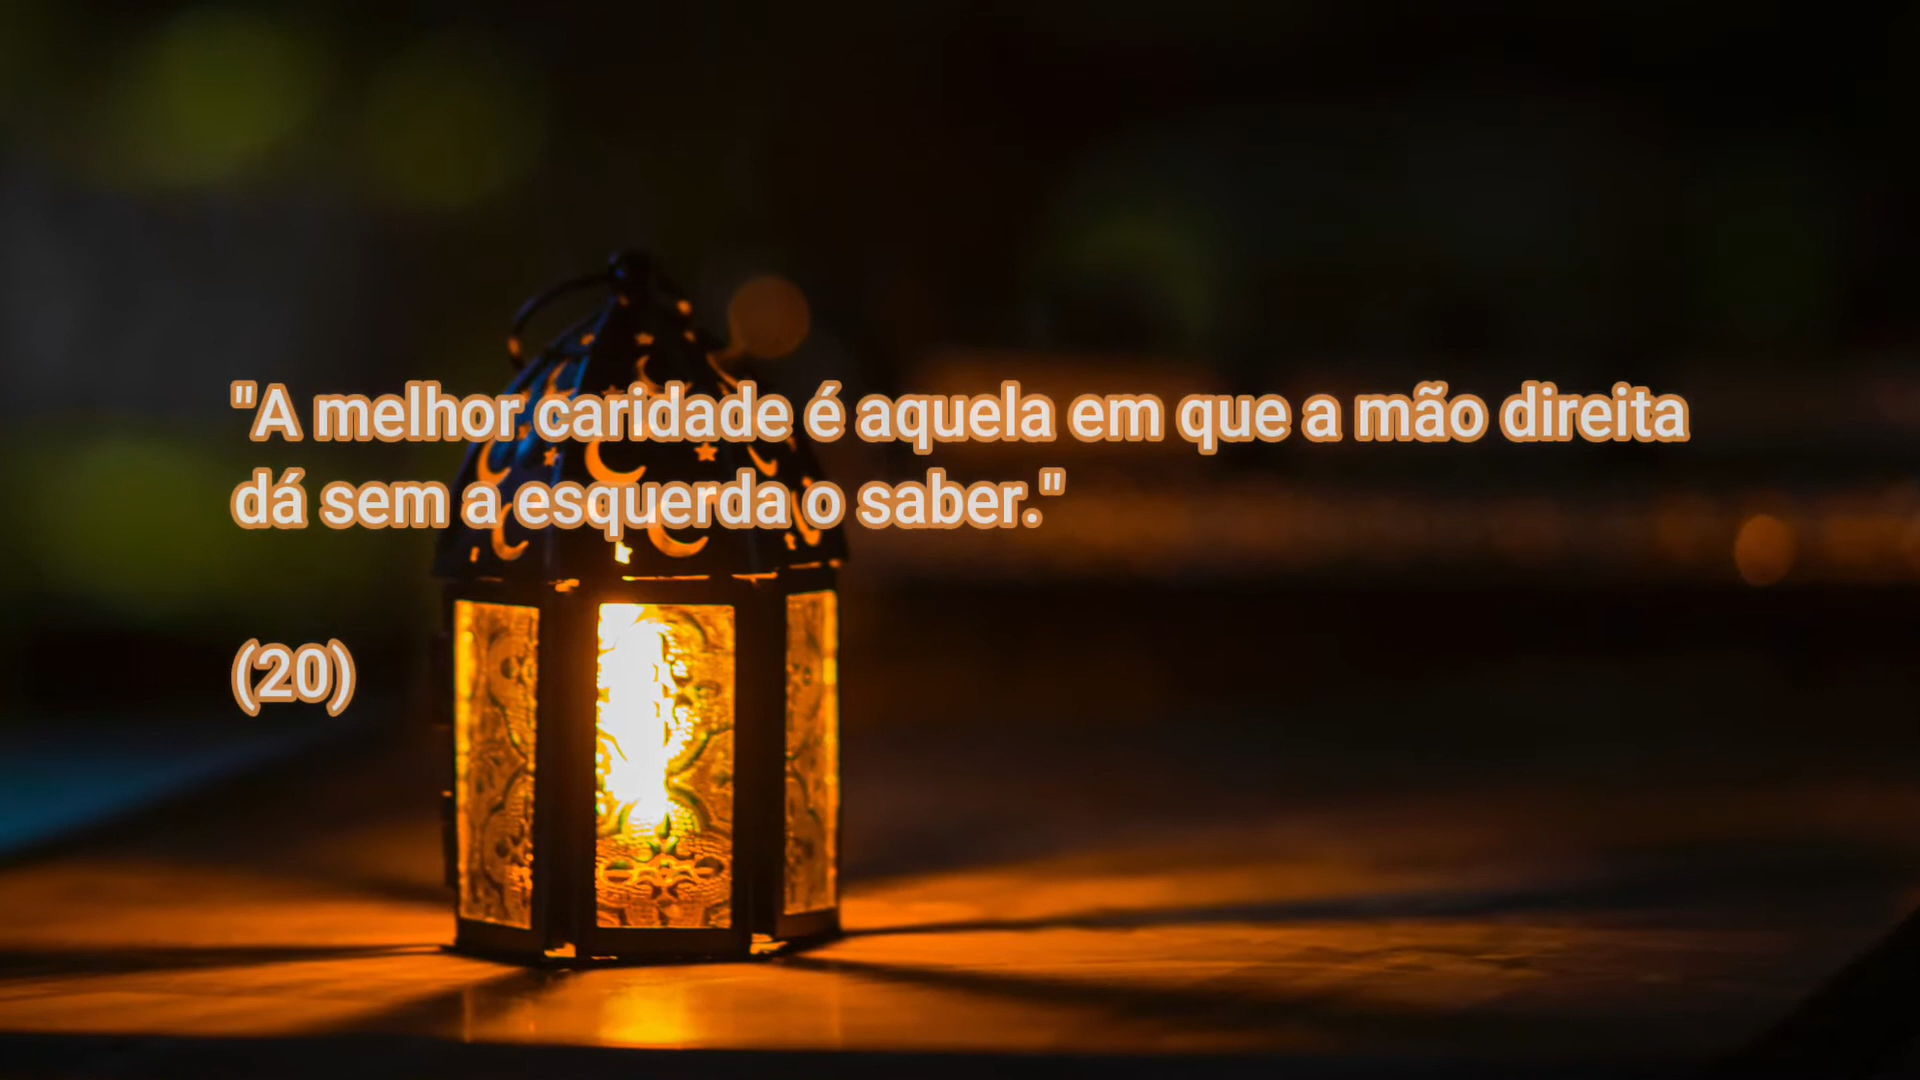 "A melhor caridade é aquela em que a mão direita
dá sem a esquerda o saber."
(20)